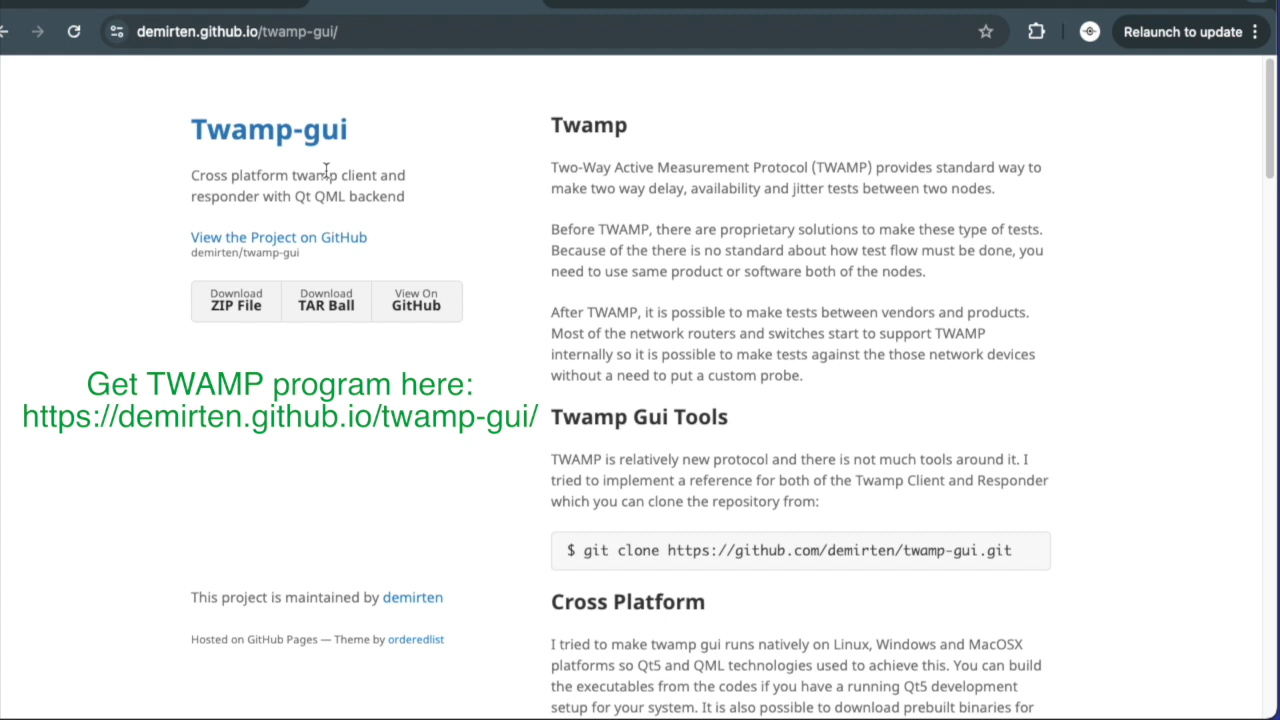 demirten.github.io/twamp-gui/
Relaunch to update
Twamp-gui
Cross platform twamp client and
responder with Qt QML backend
View the Project on GitHub
demirten/twamp-gui
Download
ZIP File
Download
TAR Ball
View On
GitHub
Get TWAMP program here:
https://demirten.github.io/twamp-gui/
This project is maintained by demirten
Hosted on GitHub Pages — Theme by orderedlist
Twamp
Two-Way Active Measurement Protocol (TWAMP) provides standard way to
make two way delay, availability and jitter tests between two nodes.
Before TWAMP, there are proprietary solutions to make these type of tests.
Because of the there is no standard about how test flow must be done, you
need to use same product or software both of the nodes.
After TWAMP, it is possible to make tests between vendors and products.
Most of the network routers and switches start to support TWAMP
internally so it is possible to make tests against the those network devices
without a need to put a custom probe.
Twamp Gui Tools
TWAMP is relatively new protocol and there is not much tools around it. I
tried to implement a reference for both of the Twamp Client and Responder
which you can clone the repository from:
$ git clone https://github.com/demirten/twamp-gui.git
Cross Platform
I tried to make twamp gui runs natively on Linux, Windows and MacOSX
platforms so Qt5 and QML technologies used to achieve this. You can build
the executables from the codes if you have a running Qt5 development
setup for your system. It is also possible to download prebuilt binaries for